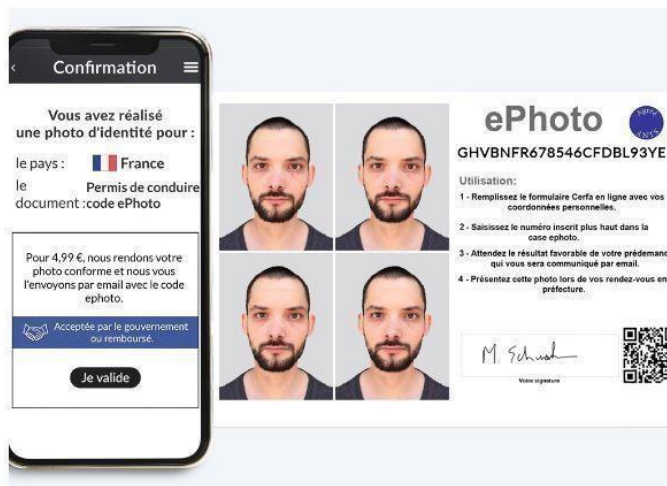 Confirmation
Vous avez réalisé
une photo d'identité pour :
le pays : France
le
document :
Permis de conduire
code ePhoto
Pour 4,99 €, nous rendons votre
photo conforme et nous vous
l'envoyons par email avec le code
ephoto.
Acceptée par le gouvernement
ou remboursé.
Je valide
ePhoto
Agréé
ANTS
GHVBNFR678546CFDBL93YE
Utilisation:
1 - Remplissez le formulaire Cerfa en ligne avec vos
coordonnées personnelles.
2 - Saisissez le numéro inscrit plus haut dans la
case ephoto.
3 - Attendez le résultat favorable de votre prédemand
qui vous sera communiqué par email.
4 - Présentez cette photo lors de vos rendez-vous en
préfecture.
Votre signature